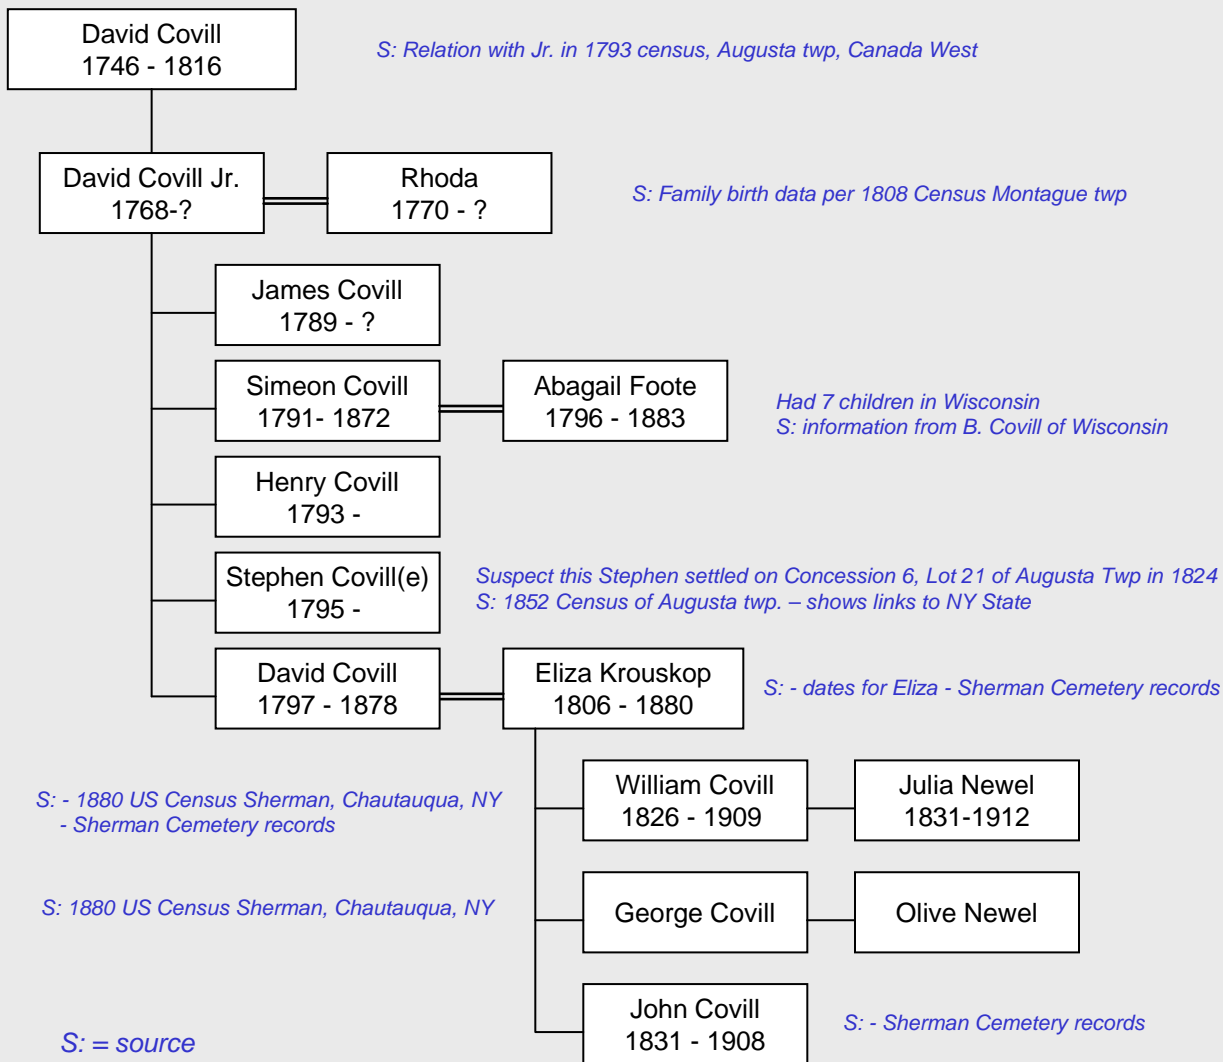 David Covill
1746 - 1816
S: Relation with Jr. in 1793 census, Augusta twp, Canada West
David Covill Jr.
1768-?
Rhoda
1770 - ?
S: Family birth data per 1808 Census Montague twp
James Covill
1789 - ?
Simeon Covill
1791- 1872
Abagail Foote
1796 - 1883
Had 7 children in Wisconsin
S: information from B. Covill of Wisconsin
Henry Covill
1793 -
Stephen Covill(e)
1795 -
Suspect this Stephen settled on Concession 6, Lot 21 of Augusta Twp in 1824
S: 1852 Census of Augusta twp. – shows links to NY State
David Covill
1797 - 1878
Eliza Krouskop
1806 - 1880
S: - dates for Eliza - Sherman Cemetery records
S: - 1880 US Census Sherman, Chautauqua, NY
- Sherman Cemetery records
William Covill
1826 - 1909
Julia Newel
1831-1912
S: 1880 US Census Sherman, Chautauqua, NY
George Covill
Olive Newel
John Covill
1831 - 1908
S: - Sherman Cemetery records
S: = source